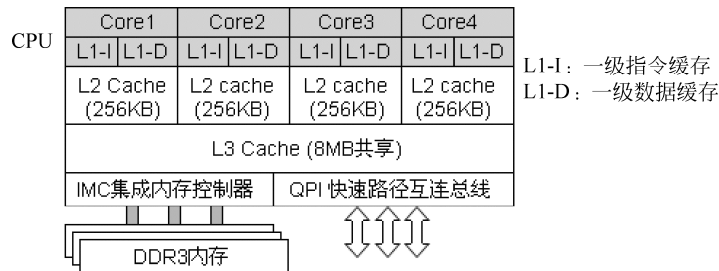 CPU
Core1 Core2 Core3 Core4
L1-I L1-D L1-I L1-D L1-I L1-D L1-I L1-D
L2 Cache L2 cache L2 cache L2 cache
(256KB) (256KB) (256KB) (256KB)
L3 Cache (8MB共享)
IMC集成内存控制器 QPI 快速路径互连总线
DDR3内存
L1-I：一级指令缓存
L1-D：一级数据缓存